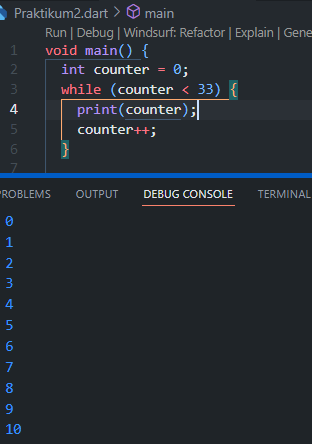 Praktikum2.dart > main
Run | Debug | Windsurf: Refactor | Explain | Gene
1 void main() {
2 int counter = 0;
3 while (counter < 33) {
4 print(counter);
5 counter++;
6 }
7
PROBLEMS OUTPUT DEBUG CONSOLE TERMINAL
0
1
2
3
4
5
6
7
8
9
10